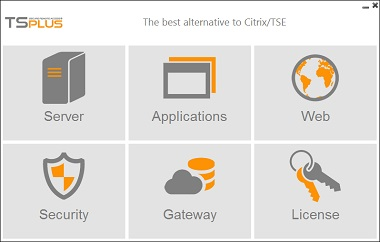 TSPLUS
The best alternative to Citrix/TSE
Server
Applications
Web
Security
Gateway
License